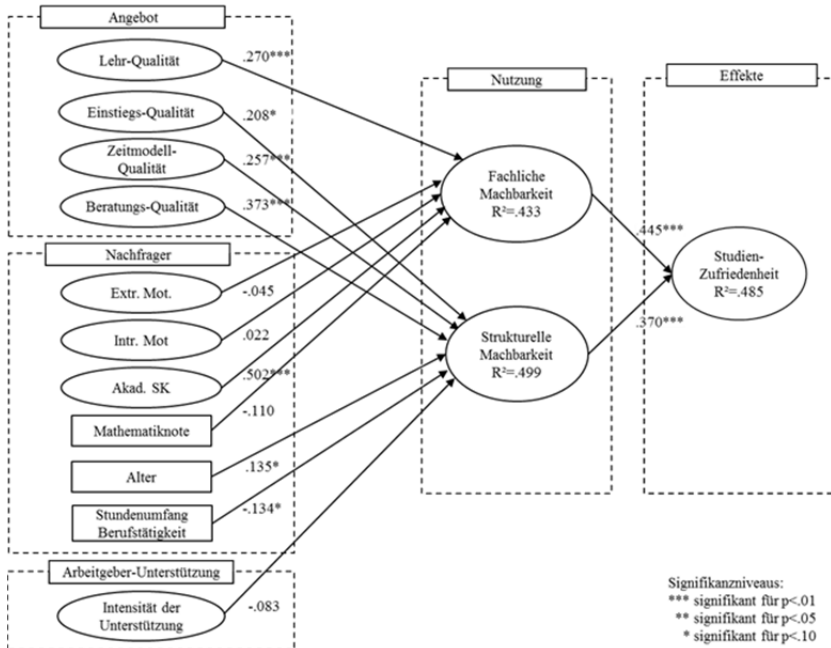 Angebot
Lehr-Qualität
.270***
Einstiegs-Qualität
.208*
Zeitmodell-
Qualität
.257***
Beratungs-Qualität
.373***
Nachfrager
Extr. Mot.
-.045
Intr. Mot
.022
Akad. SK
.502***
Mathematiknote
-.110
Alter
.135*
Stundenumfang
Berufstätigkeit
-.134*
Arbeitgeber-Unterstützung
Intensität der
Unterstützung
-.083
Nutzung
Fachliche
Machbarkeit
R²=.433
Strukturelle
Machbarkeit
R²=.499
Effekte
.445***
.370***
Studien-
Zufriedenheit
R²=.485
Signifikanzniveaus:
*** signifikant für p<.01
** signifikant für p<.05
* signifikant für p<.10